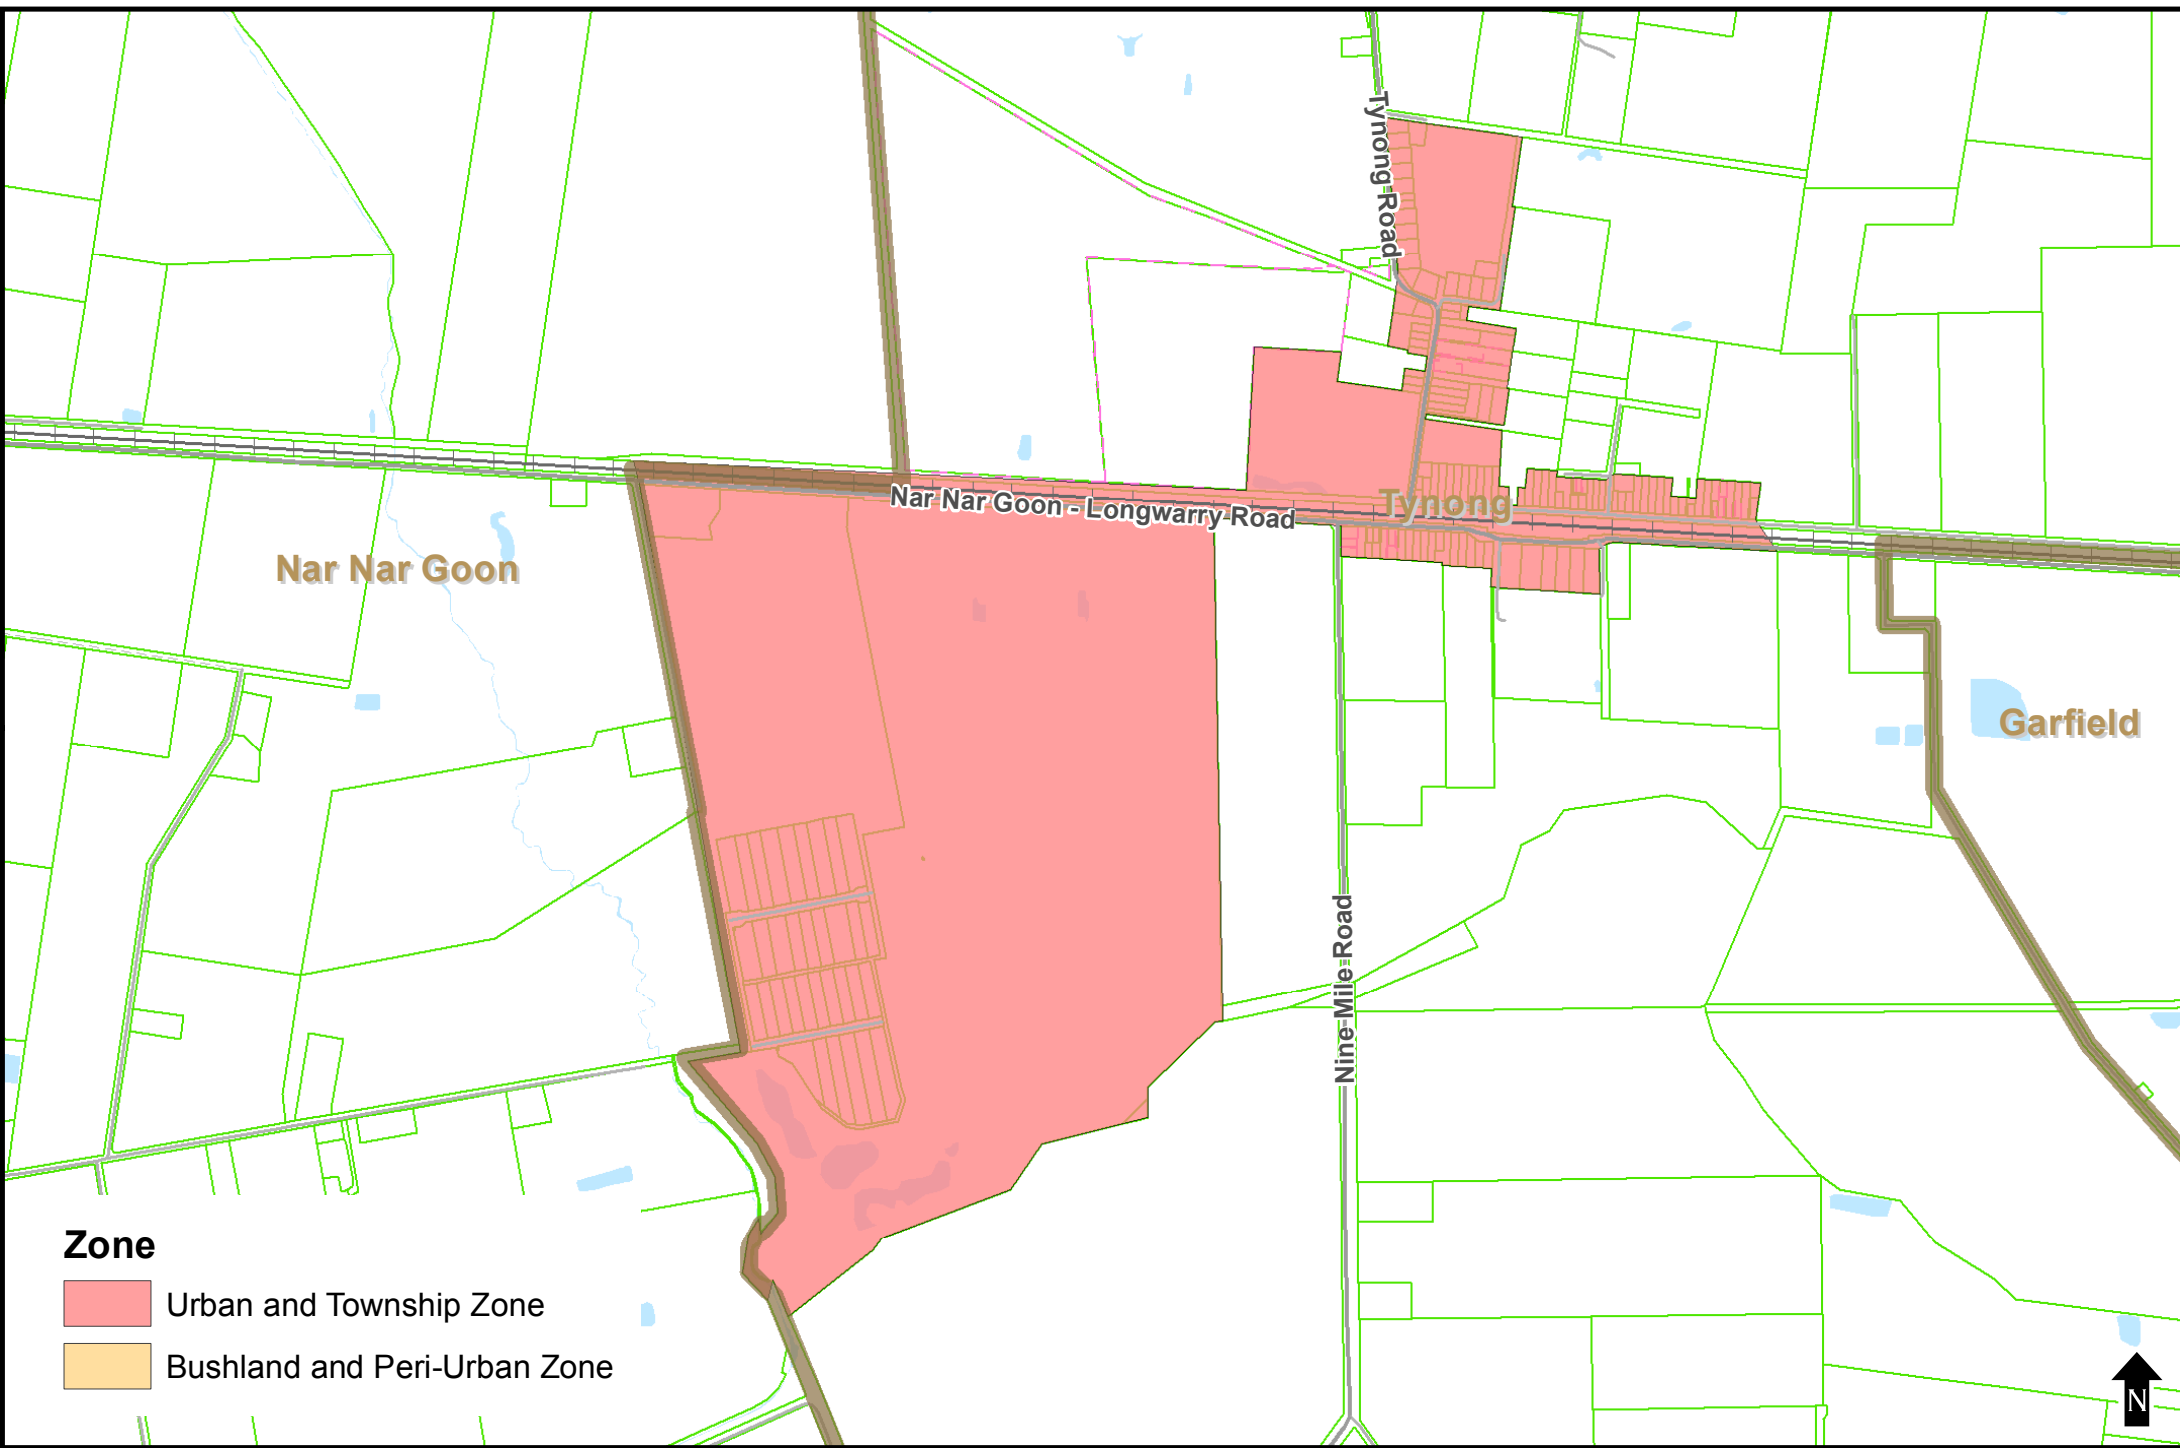 Tynong Road
Nar Nar Goon - Longwarry Road
Tynong
Nar Nar Goon
Garfield
Nine Mile Road
Zone
Urban and Township Zone
Bushland and Peri-Urban Zone
N